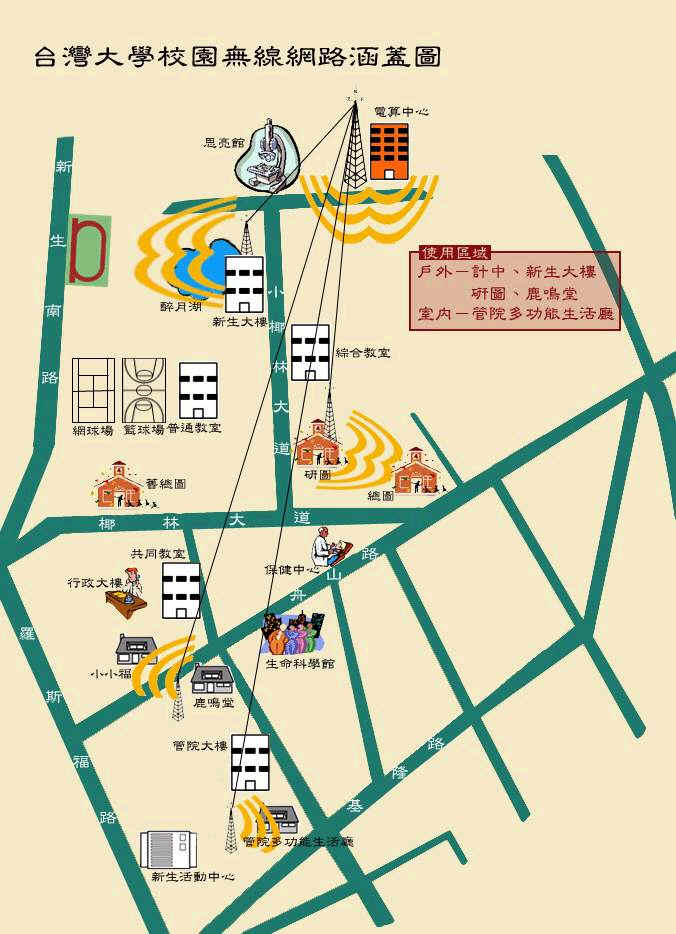 台灣大學校園無線網路涵蓋圖
電算中心
思亮館
新生南路
使用區域
戶外－計中、新生大樓
研圖、鹿鳴堂
室內－管院多功能生活廳
醉月湖
新生大樓
小椰林大道
綜合教室
網球場
籃球場
普通教室
研圖
總圖
舊總圖
椰林大道
共同教室
保健中心
舟山路
行政大樓
生命科學館
羅斯福路
小小福
鹿鳴堂
管院大樓
基隆路
管院多功能生活廳
新生活動中心